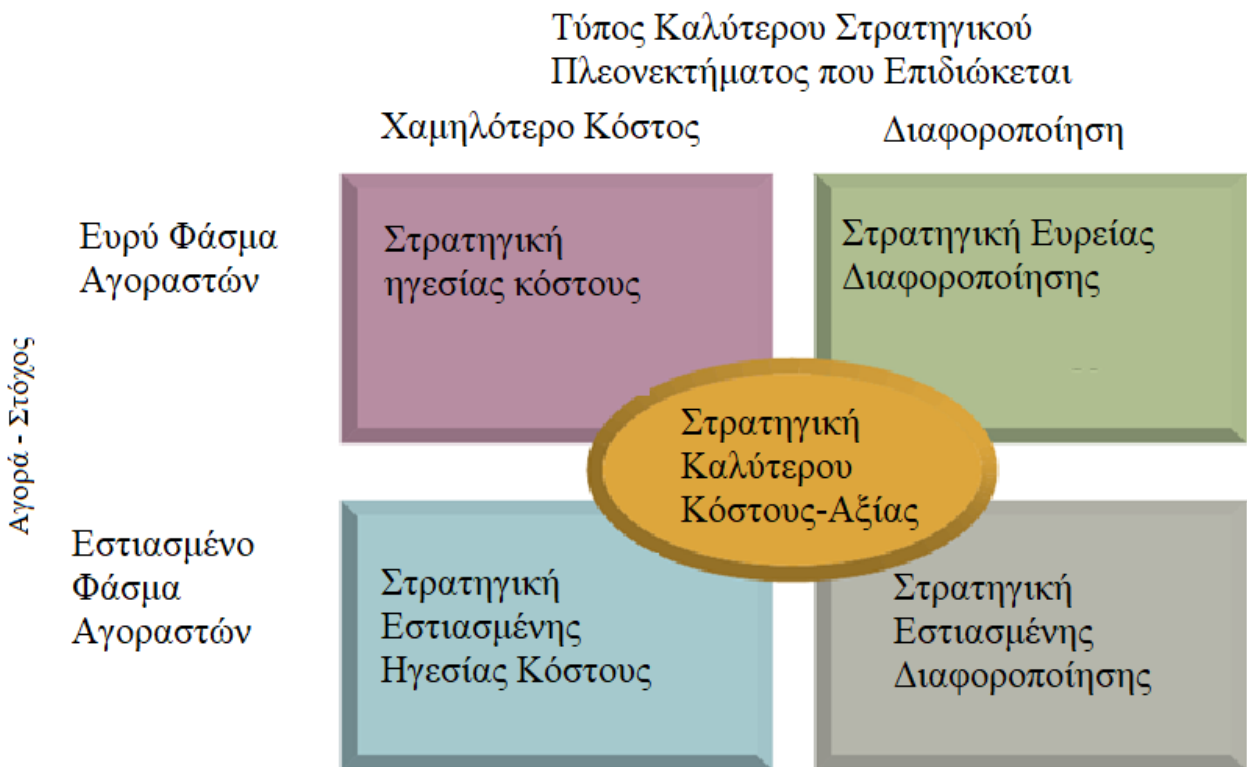 Τύπος Καλύτερου Στρατηγικού
Πλεονεκτήματος που Επιδιώκεται
Χαμηλότερο Κόστος
Διαφοροποίηση
Ευρύ Φάσμα
Αγοραστών
Στρατηγική
ηγεσίας κόστους
Στρατηγική Ευρείας
Διαφοροποίησης
Αγορά - Στόχος
Στρατηγική
Καλύτερου
Κόστους-Αξίας
Εστιασμένο
Φάσμα
Αγοραστών
Στρατηγική
Εστιασμένης
Ηγεσίας Κόστους
Στρατηγική
Εστιασμένης
Διαφοροποίησης